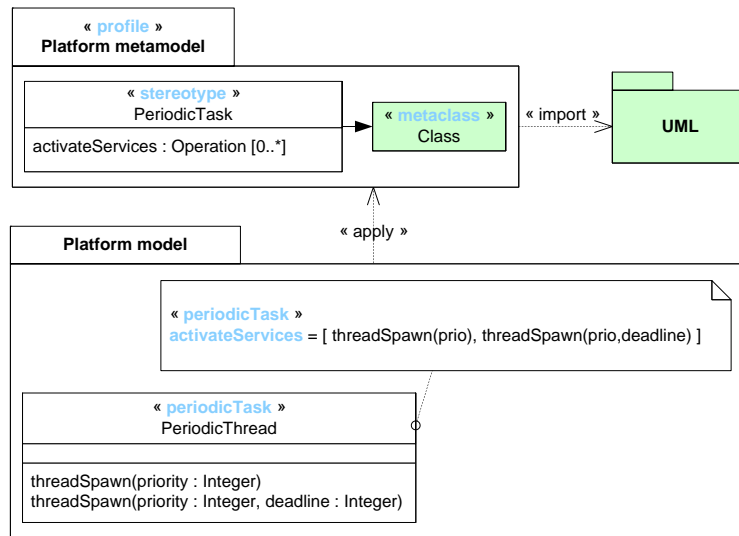 « profile »
Platform metamodel
« stereotype »
PeriodicTask
activateServices : Operation [0..*]
« metaclass »
Class
« import »
UML
« apply »
Platform model
« periodicTask »
activateServices = [ threadSpawn(prio), threadSpawn(prio,deadline) ]
« periodicTask »
PeriodicThread
threadSpawn(priority : Integer)
threadSpawn(priority : Integer, deadline : Integer)